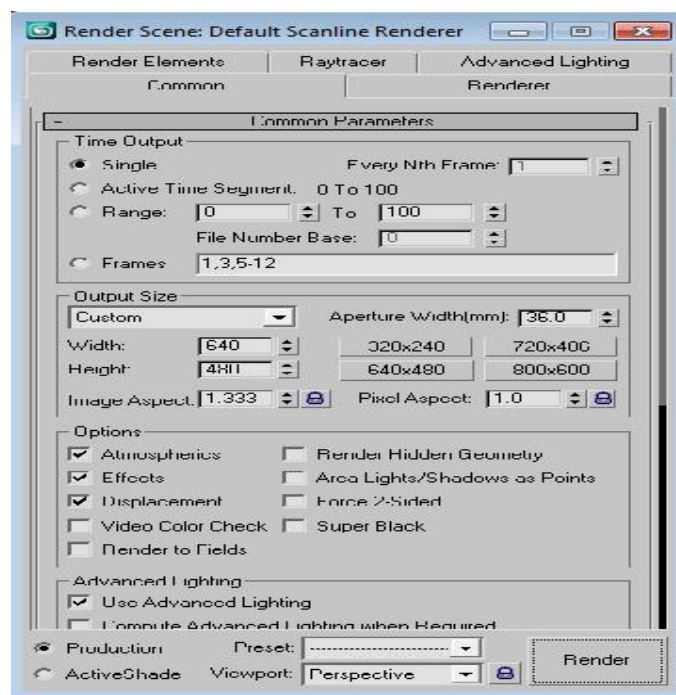 Render Scene: Default Scanline Renderer
Render Elements Raytracer Advanced Lighting
Common Renderer
- Common Parameters
Time Output
Single Every Nth Frame: 1
Active Time Segment: 0 To 100
Range: 0 To 100
File Number Base: 0
Frames 1,3,5-12
Output Size
Custom Aperture Width(mm): 36.0
Width: 640 320x240 720x486
Height: 480 640x480 800x600
Image Aspect: 1.333 Pixel Aspect: 1.0
Options
Atmospherics Render Hidden Geometry
Effects Area Lights/Shadows as Points
Displacement Force 2-Sided
Video Color Check Super Black
Render to Fields
Advanced Lighting
Use Advanced Lighting
Compute Advanced Lighting when Required
Production Preset: --------------------
ActiveShade Viewport: Perspective Render